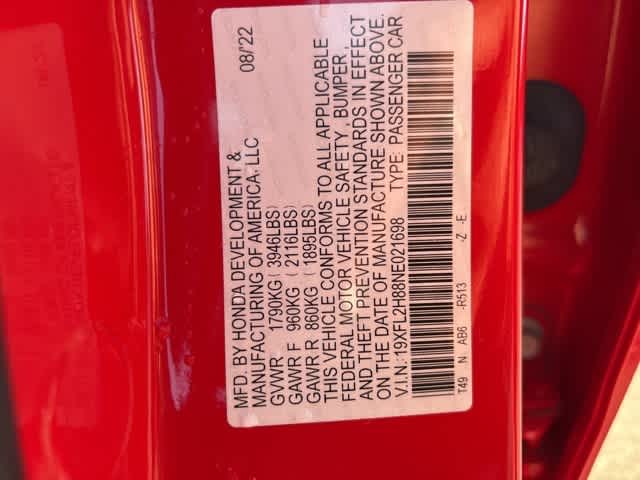 MFD. BY HONDA DEVELOPMENT & 08/'22
MANUFACTURING OF AMERICA, LLC
GVWR 1790KG ( 3946LBS)
GAWR F 960KG ( 2116LBS)
GAWR R 860KG ( 1895LBS)
THIS VEHICLE CONFORMS TO ALL APPLICABLE
FEDERAL MOTOR VEHICLE SAFETY, BUMPER,
AND THEFT PREVENTION STANDARDS IN EFFECT
ON THE DATE OF MANUFACTURE SHOWN ABOVE.
V.I.N.: 19XFL2H88NE021698 TYPE: PASSENGER CAR
T49 N AB6 -R513 -Z -E